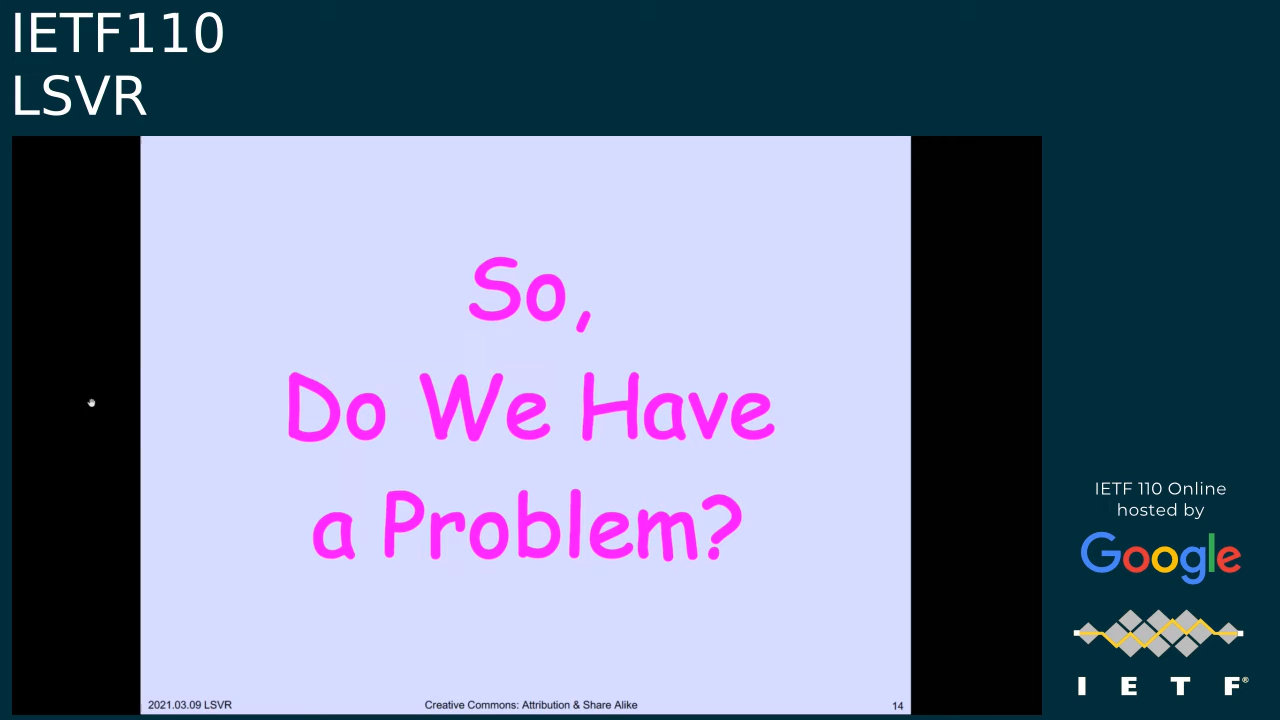 IETF110
LSVR
So,
Do We Have
a Problem?
2021.03.09 LSVR
Creative Commons: Attribution & Share Alike
14
IETF 110 Online
hosted by
Google
I E T F®